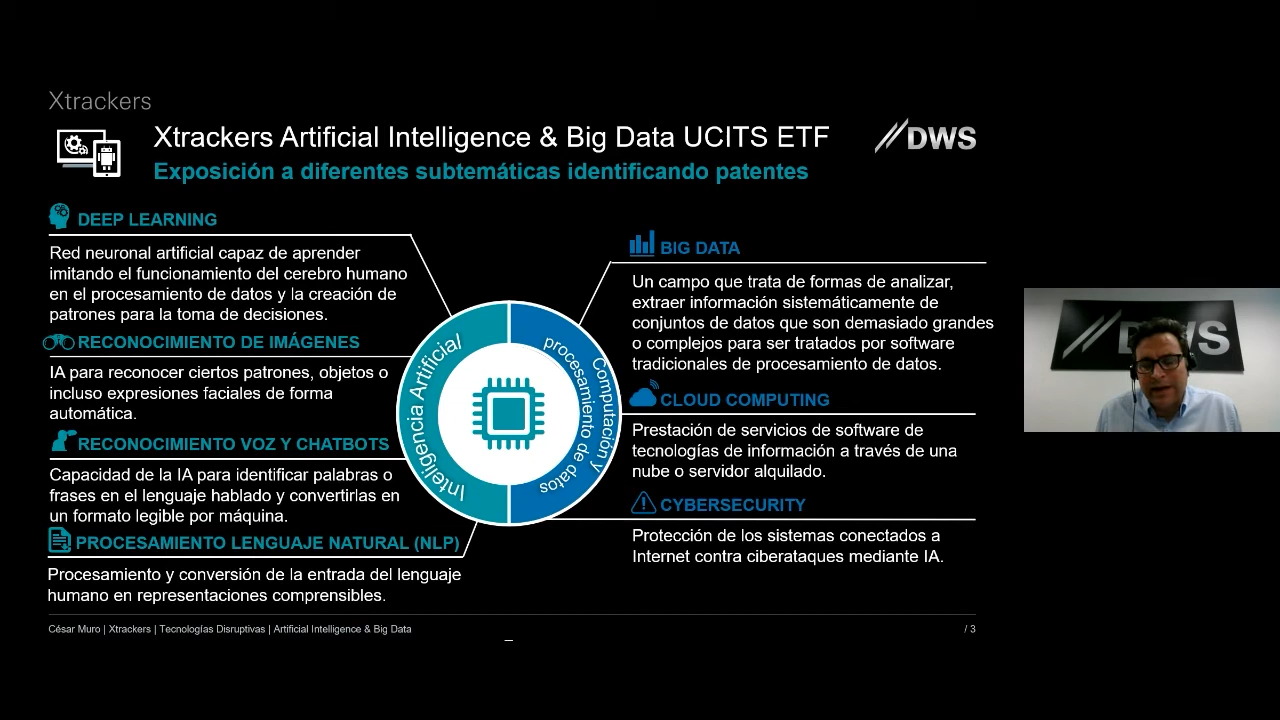 Xtrackers
Xtrackers Artificial Intelligence & Big Data UCITS ETF
DWS
Exposición a diferentes subtemáticas identificando patentes
DEEP LEARNING
Red neuronal artificial capaz de aprender
imitando el funcionamiento del cerebro humano
en el procesamiento de datos y la creación de
patrones para la toma de decisiones.
RECONOCIMIENTO DE IMÁGENES
IA para reconocer ciertos patrones, objetos o
incluso expresiones faciales de forma
automática.
RECONOCIMIENTO VOZ Y CHATBOTS
Capacidad de la IA para identificar palabras o
frases en el lenguaje hablado y convertirlas en
un formato legible por máquina.
PROCESAMIENTO LENGUAJE NATURAL (NLP)
Procesamiento y conversión de la entrada del lenguaje
humano en representaciones comprensibles.
Inteligencia Artificial
Computación y
procesamiento de datos
BIG DATA
Un campo que trata de formas de analizar,
extraer información sistemáticamente de
conjuntos de datos que son demasiado grandes
o complejos para ser tratados por software
tradicionales de procesamiento de datos.
CLOUD COMPUTING
Prestación de servicios de software de
tecnologías de información a través de una
nube o servidor alquilado.
CYBERSECURITY
Protección de los sistemas conectados a
Internet contra ciberataques mediante IA.
DWS
César Muro | Xtrackers | Tecnologías Disruptivas | Artificial Intelligence & Big Data
/ 3